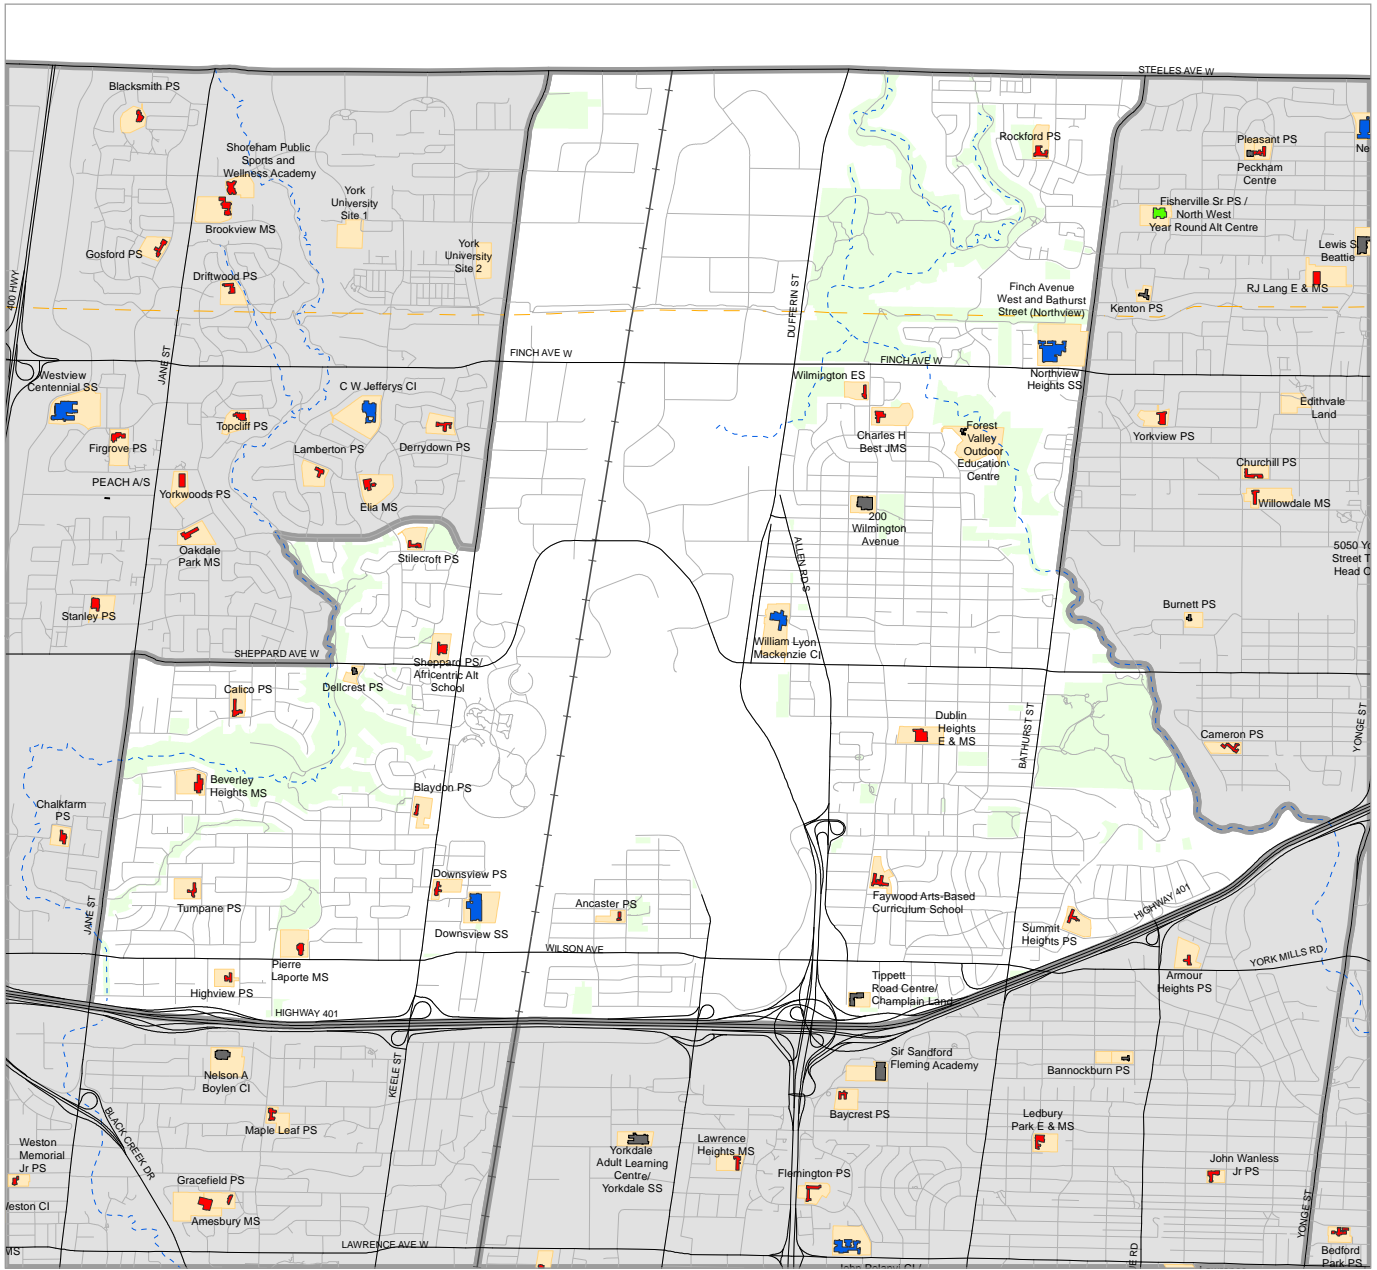 STEELES AVE W
Blacksmith PS
Shoreham Public
Sports and
Wellness Academy
York
University
Site 1
Brookview MS
York
University
Site 2
Gosford PS
Driftwood PS
400 HWY
JANE ST
Rockford PS
Pleasant PS
Peckham
Centre
Ne
Fisherville Sr PS /
North West
Year Round Alt Centre
Lewis S
Beattie
RJ Lang E & MS
Kenton PS
Finch Avenue
West and Bathurst
Street (Northview)
DUFFERIN ST
FINCH AVE W
FINCH AVE W
Northview
Heights SS
Westview
Centennial SS
C W Jefferys CI
Wilmington ES
Edithvale
Land
Topcliff PS
Firgrove PS
Lamberton PS
Derrydown PS
Charles H
Best JMS
Forest
Valley
Outdoor
Education
Centre
Yorkview PS
PEACH A/S
Yorkwoods PS
Elia MS
Churchill PS
Willowdale MS
200
Wilmington
Avenue
Oakdale
Park MS
Stilecroft PS
ALLEN RD S
5050 Yo
Street T
Head O
Stanley PS
Burnett PS
William Lyon
Mackenzie CI
SHEPPARD AVE W
Sheppard PS/
Africentric Alt
School
Dellcrest PS
Calico PS
Dublin
Heights
E & MS
BATHURST ST
Cameron PS
YONGE ST
Beverley
Heights MS
Blaydon PS
Chalkfarm
PS
Downsview PS
Tumpane PS
Downsview SS
Ancaster PS
Faywood Arts-Based
Curriculum School
JANE ST
Summit
Heights PS
HIGHWAY 401
WILSON AVE
YORK MILLS RD
Pierre
Laporte MS
Highview PS
Tippett
Road Centre/
Champlain Land
Armour
Heights PS
HIGHWAY 401
Nelson A
Boylen CI
KEELE ST
Sir Sandford
Fleming Academy
Bannockburn PS
Baycrest PS
Maple Leaf PS
BLACK CREEK DR
Ledbury
Park E & MS
Weston
Memorial
Jr PS
Yorkdale
Adult Learning
Centre/
Yorkdale SS
Lawrence
Heights MS
Flemington PS
John Wanless
Jr PS
Gracefield PS
Amesbury MS
Weston CI
YONGE ST
LAWRENCE AVE W
MS
E RD
Bedford
Park PS